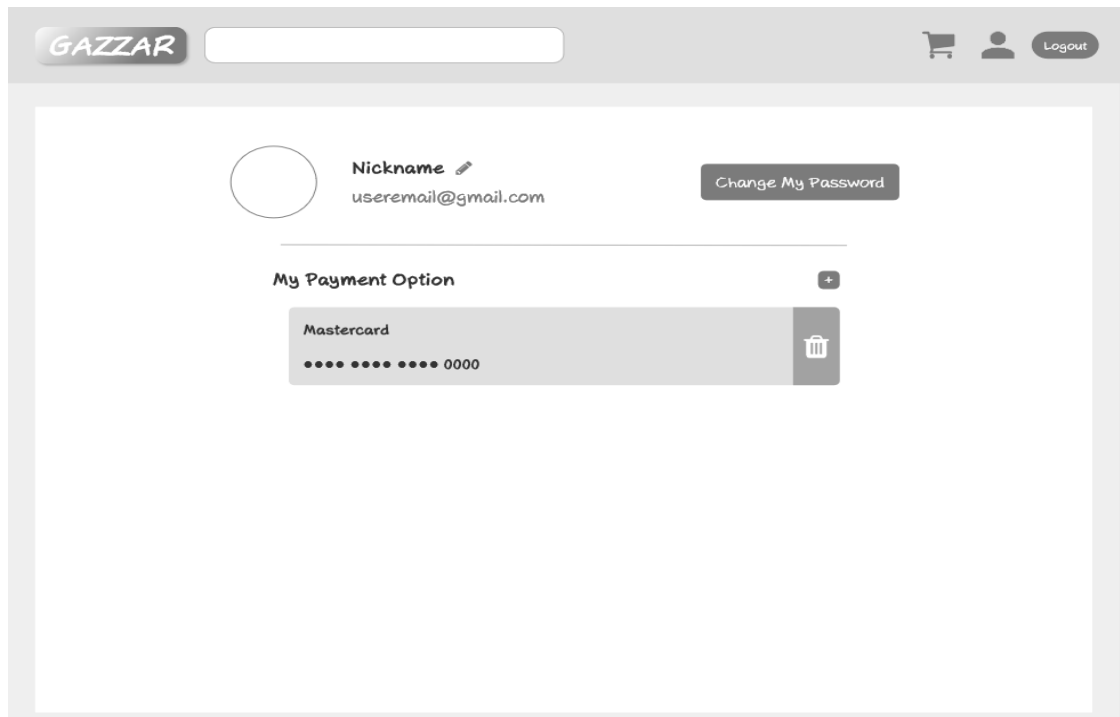 GAZZAR
Logout
Nickname
useremail@gmail.com
Change My Password
My Payment Option
+
Mastercard
•••• •••• •••• 0000